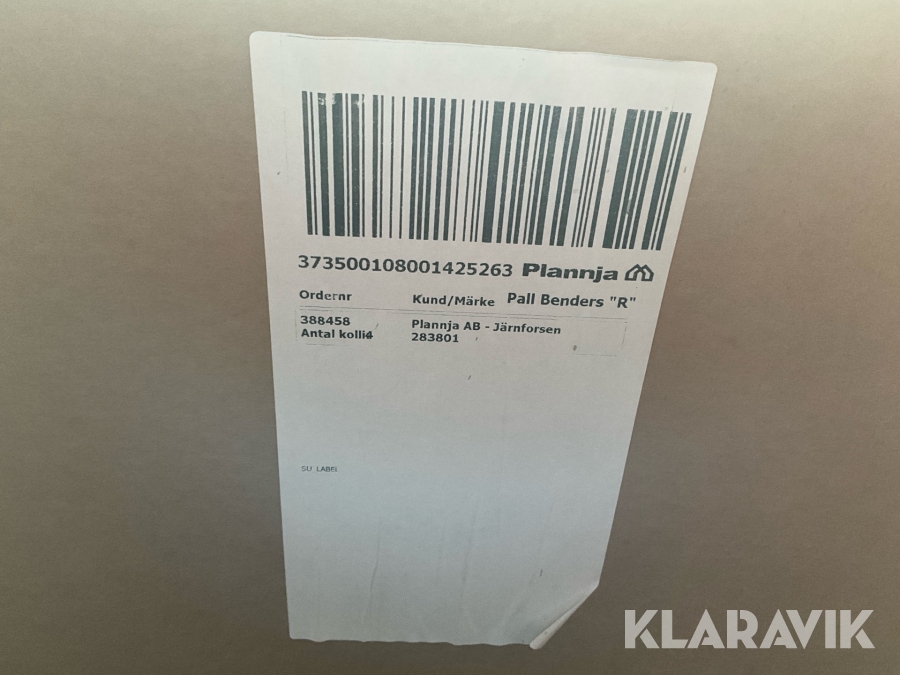 373500108001425263 Plannja
Ordernr Kund/Märke Pall Benders "R"
388458 Plannja AB - Järnforsen
Antal kolli4 283801
SU_LABEL
KLARAVIK